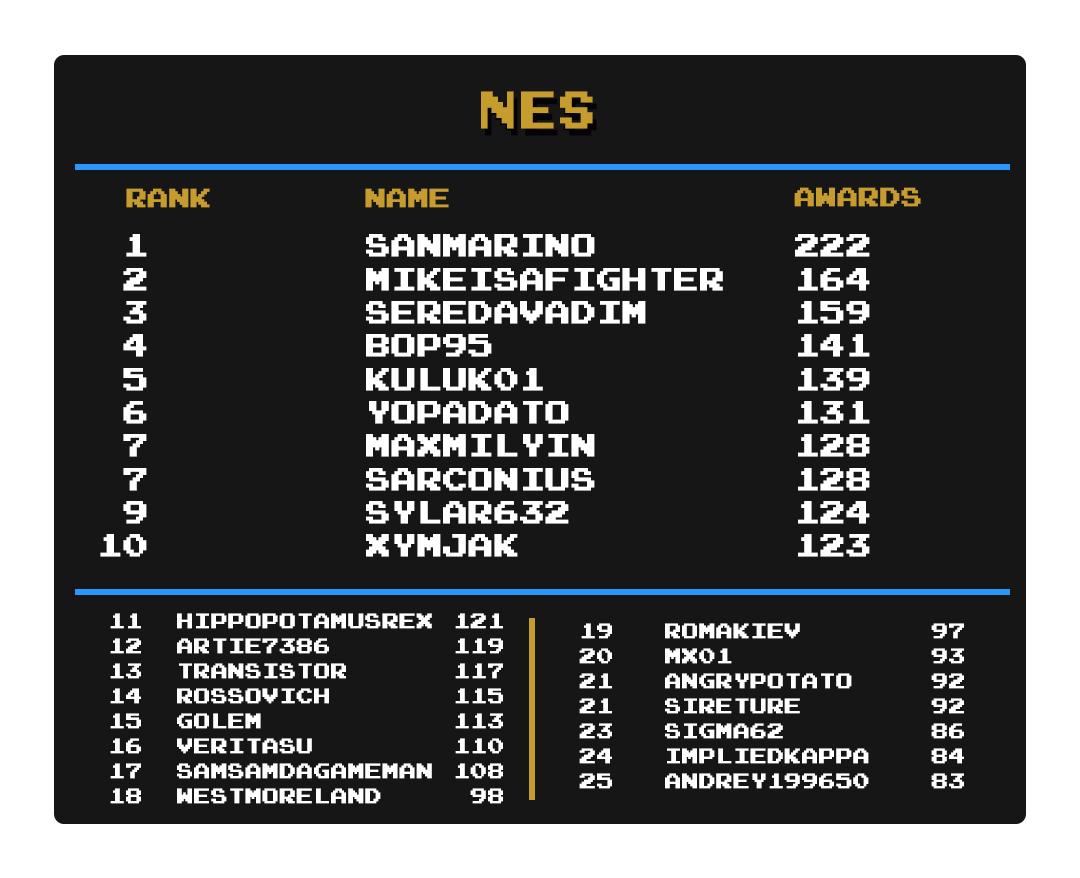 NES
RANK NAME AWARDS
1 SANMARINO 222
2 MIKEISAFIGHTER 164
3 SEREDAVADIM 159
4 BOP95 141
5 KULUK01 139
6 YOPADATO 131
7 MAXMILYIN 128
7 SARCONIUS 128
9 SYLAR632 124
10 XYMJAK 123
11 HIPPOPOTAMUSREX 121
12 ARTIE7386 119
13 TRANSISTOR 117
14 ROSSOVICH 115
15 GOLEM 113
16 VERITASU 110
17 SAMSAMDAGAMEMAN 108
18 WESTMORELAND 98
19 ROMAKIEV 97
20 MX01 93
21 ANGRYPOTATO 92
21 SIRETURE 92
23 SIGMA62 86
24 IMPLIEDKAPPA 84
25 ANDREY199650 83